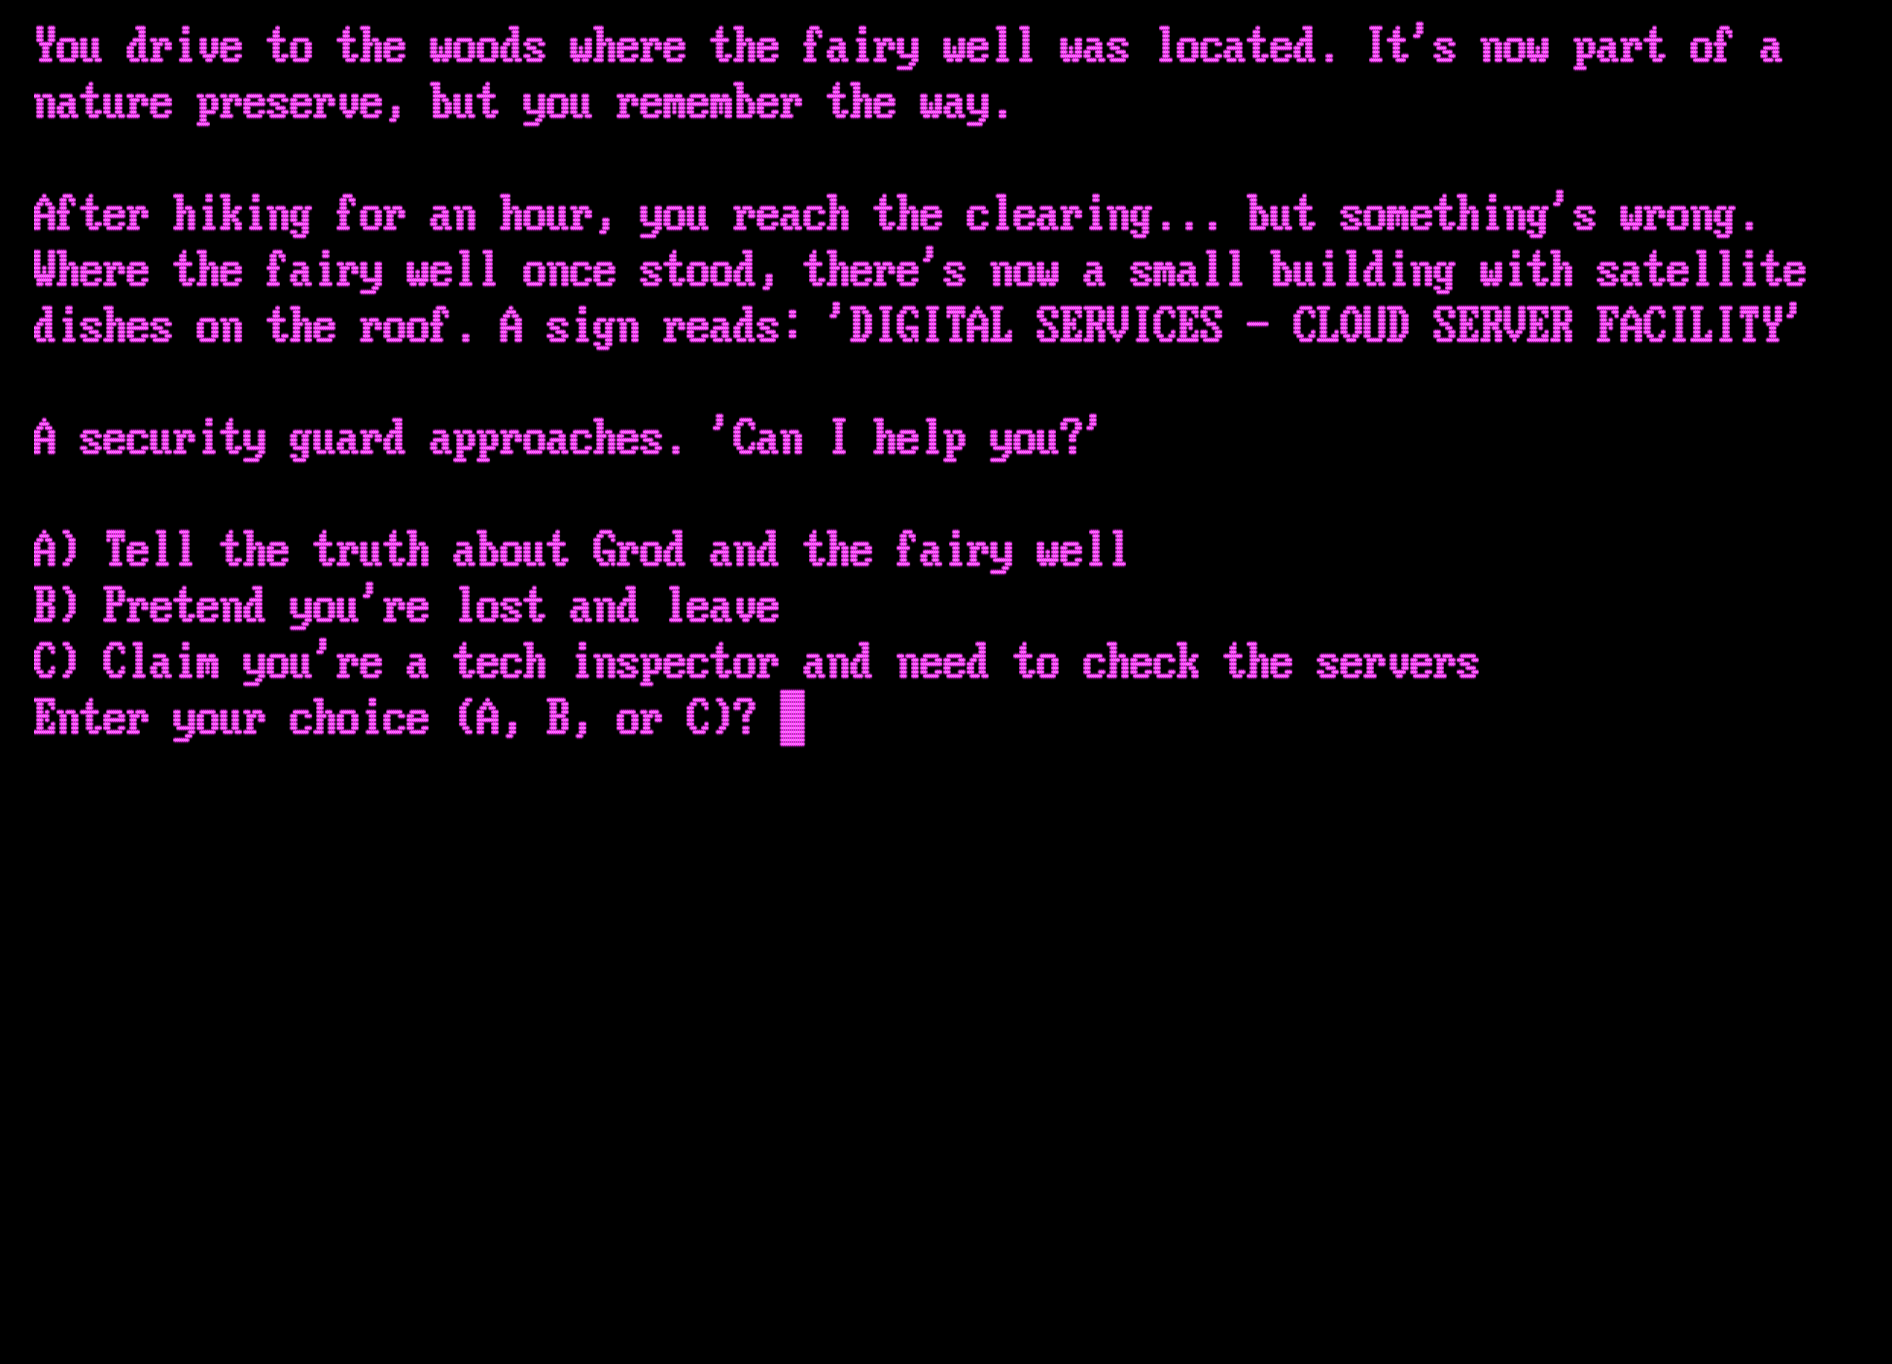 You drive to the woods where the fairy well was located. It's now part of a
nature preserve, but you remember the way.
After hiking for an hour, you reach the clearing... but something's wrong.
Where the fairy well once stood, there's now a small building with satellite
dishes on the roof. A sign reads: 'DIGITAL SERVICES - CLOUD SERVER FACILITY'
A security guard approaches. 'Can I help you?'
A) Tell the truth about Grod and the fairy well
B) Pretend you're lost and leave
C) Claim you're a tech inspector and need to check the servers
Enter your choice (A, B, or C)?